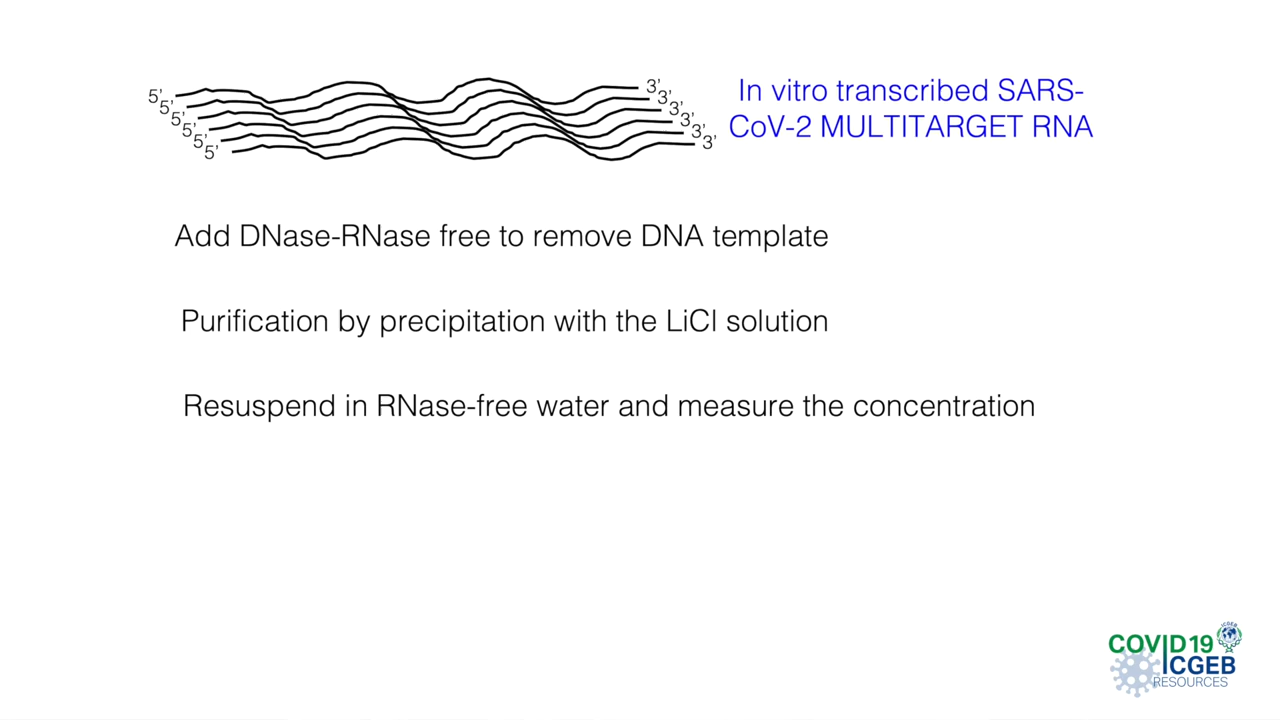 5’
5’
5’
5’
5’
5’
3’
3’
3’
3’
3’
3’
In vitro transcribed SARS-
CoV-2 MULTITARGET RNA
Add DNase-RNase free to remove DNA template
Purification by precipitation with the LiCl solution
Resuspend in RNase-free water and measure the concentration
ICGEB
COVID19
ICGEB
RESOURCES